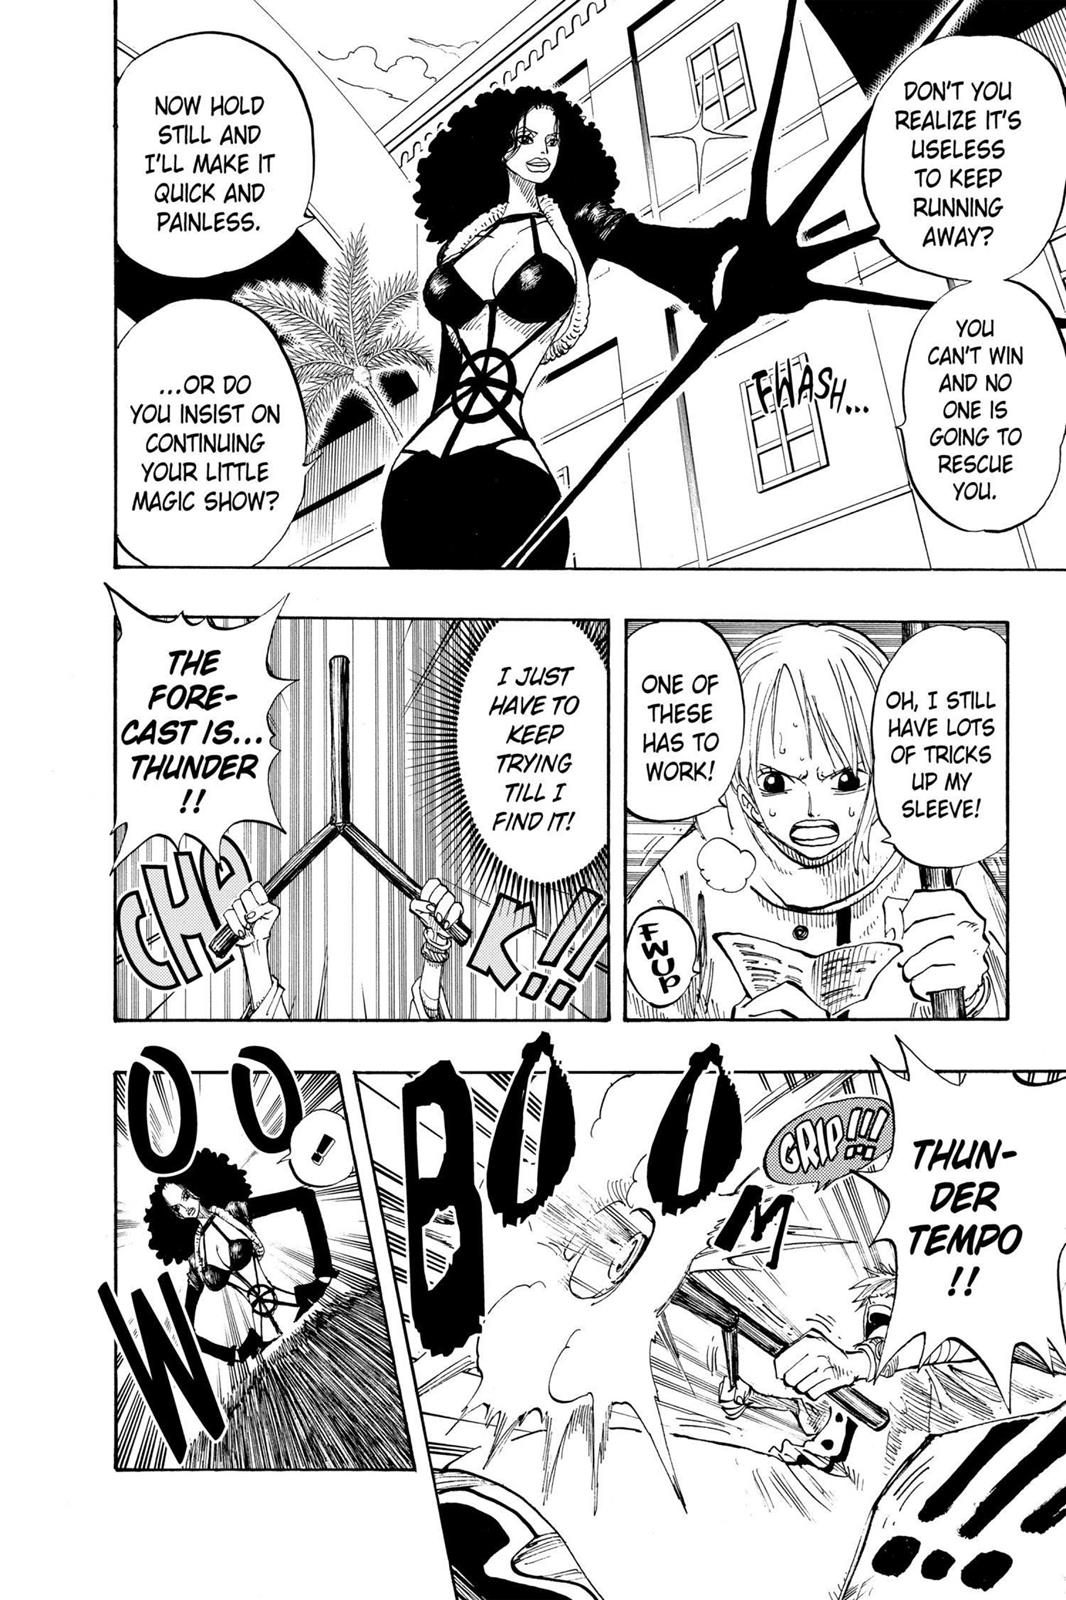 DON'T YOU
REALIZE IT'S
USELESS
TO KEEP
RUNNING
AWAY?
YOU
CAN'T WIN
AND NO
ONE IS
GOING TO
RESCUE
YOU.
FWASH...
NOW HOLD
STILL AND
I'LL MAKE IT
QUICK AND
PAINLESS.
...OR DO
YOU INSIST ON
CONTINUING
YOUR LITTLE
MAGIC SHOW?
OH, I STILL
HAVE LOTS
OF TRICKS
UP MY
SLEEVE!
ONE OF
THESE
HAS TO
WORK!
FWUP
I JUST
HAVE TO
KEEP
TRYING
TILL I
FIND IT!
THE
FORE-
CAST IS...
THUNDER
!!
CHAK!!
THUN-
DER
TEMPO
!!
GRIP!!!
BOOM
!!
WOO